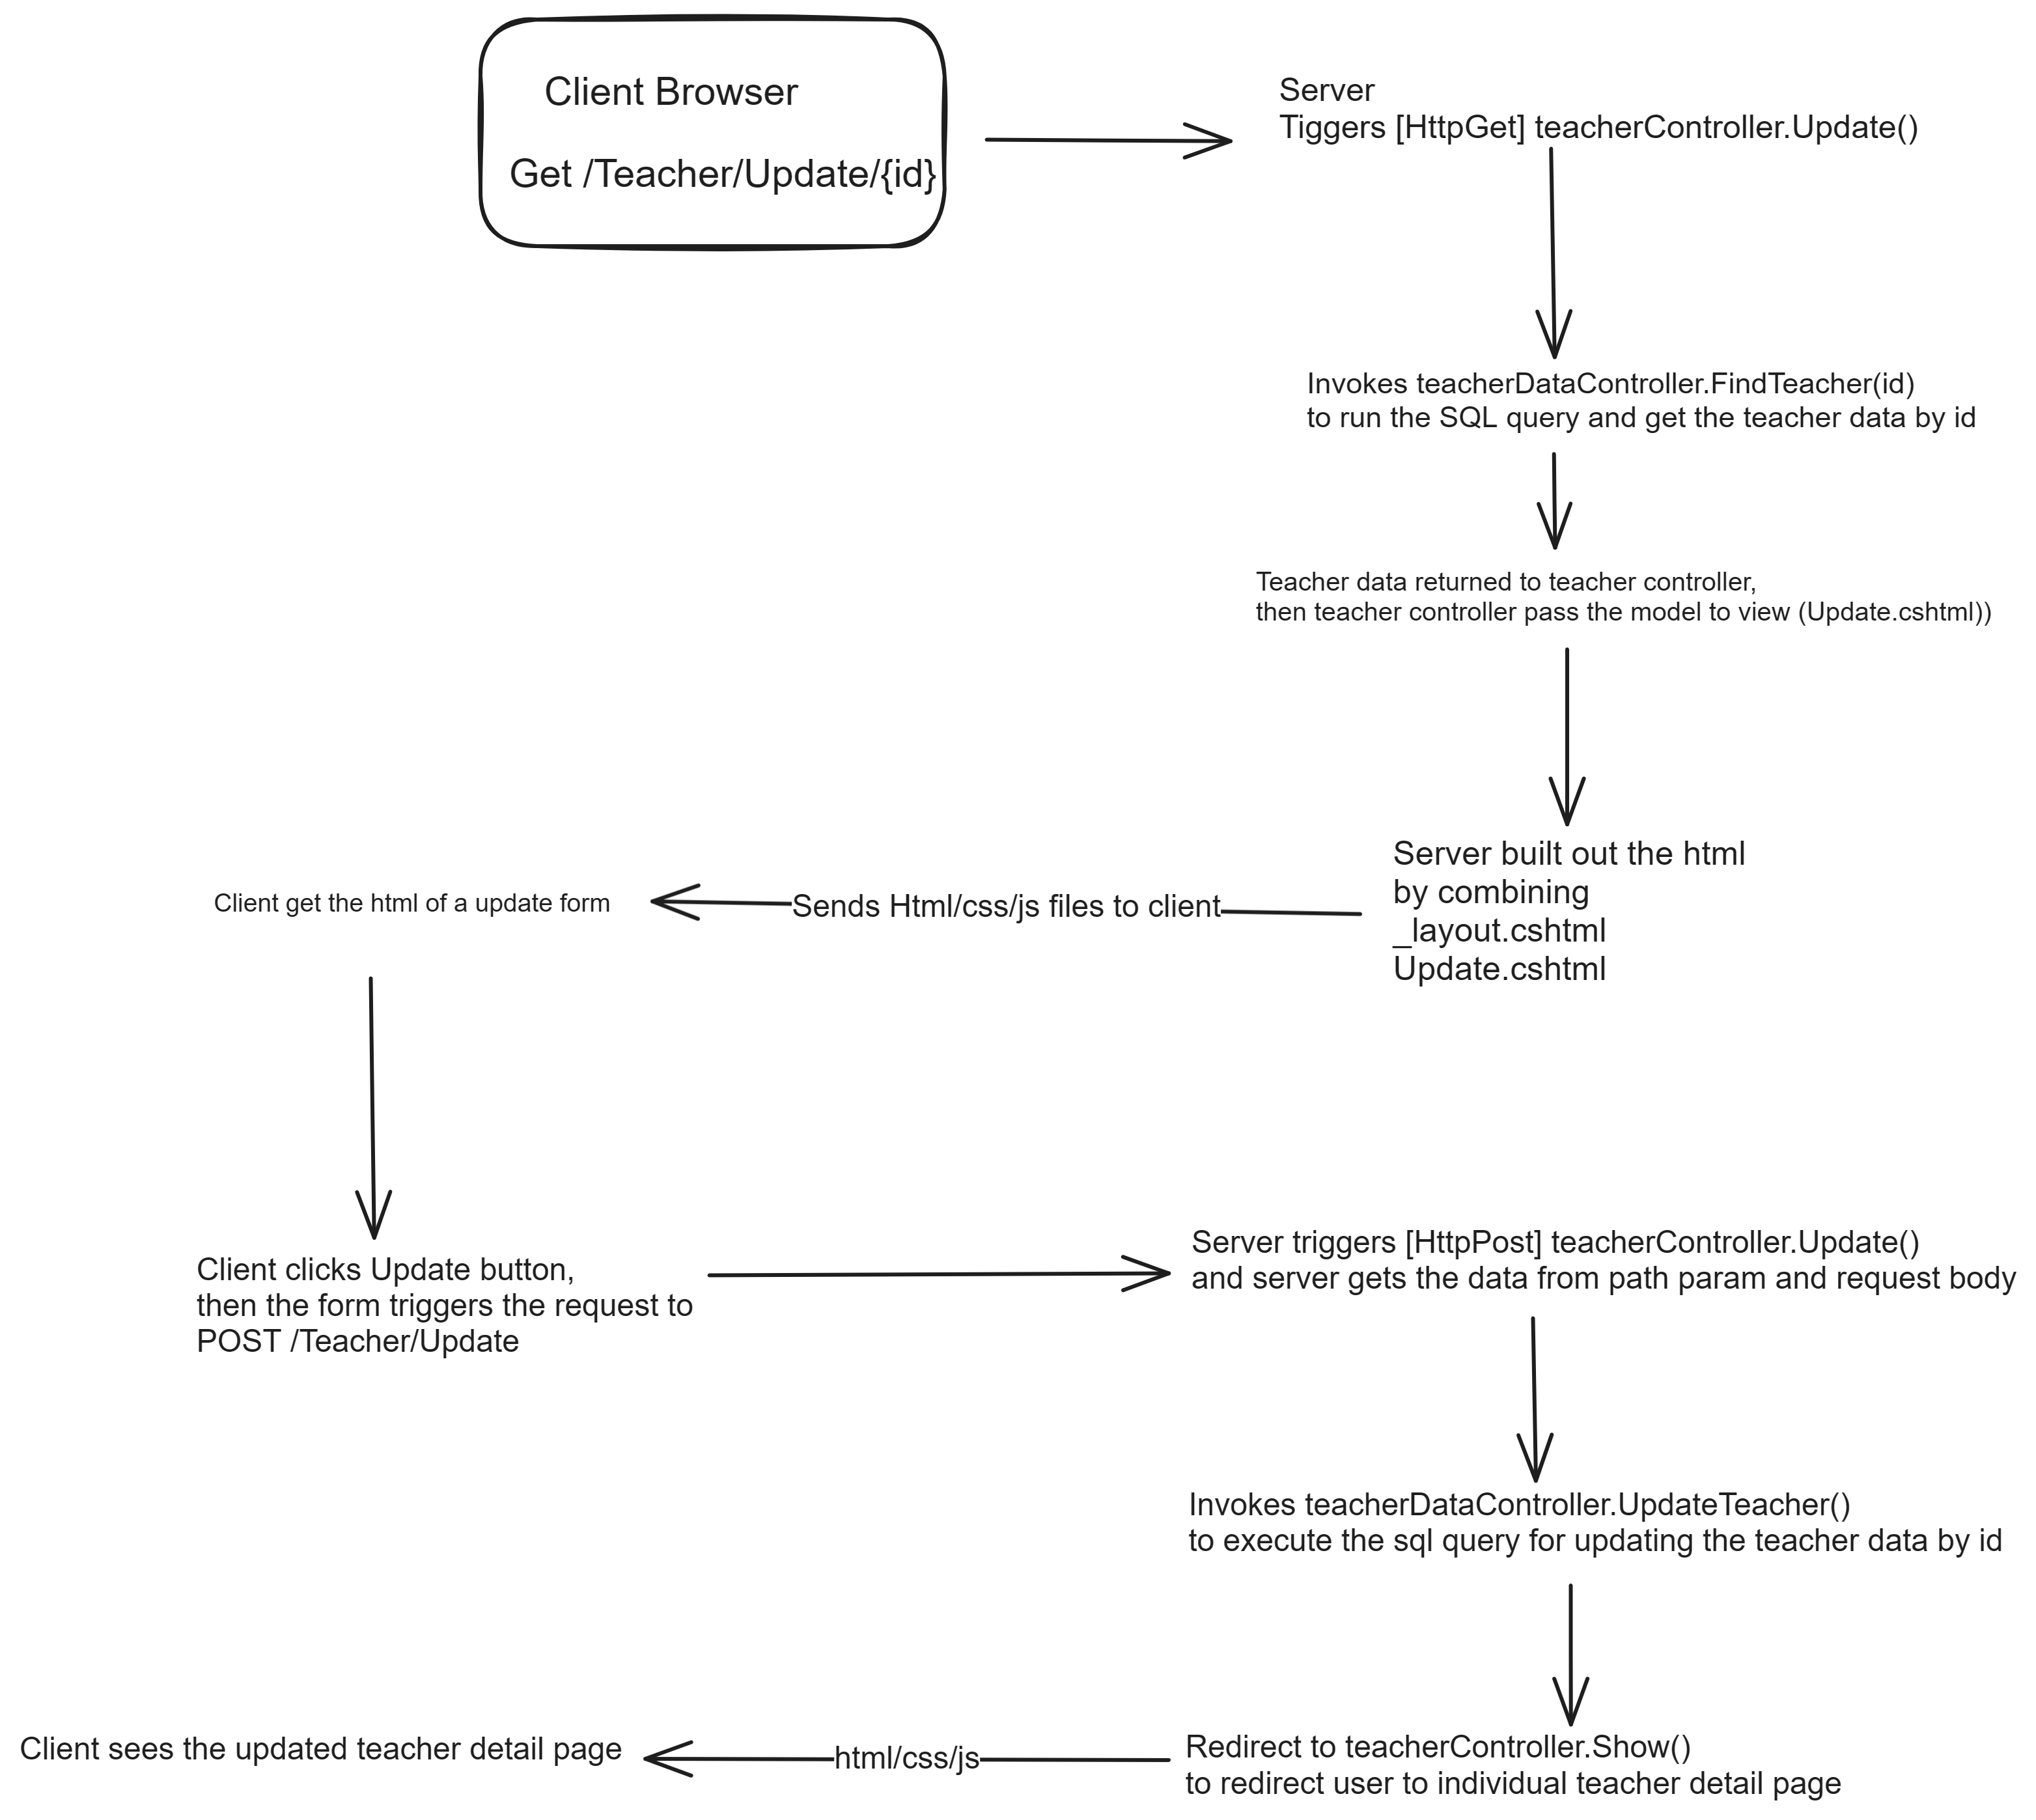 Client Browser
Get /Teacher/Update/{id}
Server
Tiggers [HttpGet] teacherController.Update()
Invokes teacherDataController.FindTeacher(id)
to run the SQL query and get the teacher data by id
Teacher data returned to teacher controller,
then teacher controller pass the model to view (Update.cshtml))
Server built out the html
by combining
_layout.cshtml
Update.cshtml
Sends Html/css/js files to client
Client get the html of a update form
Client clicks Update button,
then the form triggers the request to
POST /Teacher/Update
Server triggers [HttpPost] teacherController.Update()
and server gets the data from path param and request body
Invokes teacherDataController.UpdateTeacher()
to execute the sql query for updating the teacher data by id
Redirect to teacherController.Show()
to redirect user to individual teacher detail page
html/css/js
Client sees the updated teacher detail page